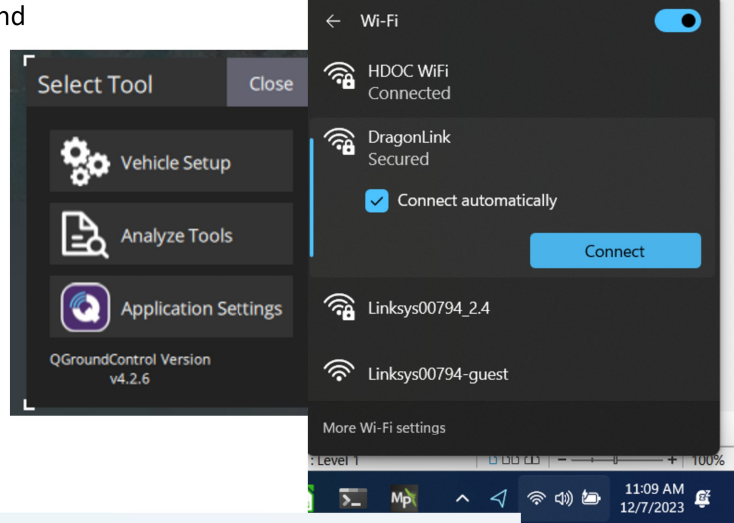 nd
Select Tool
Close
Vehicle Setup
Analyze Tools
Application Settings
QGroundControl Version
v4.2.6
Wi-Fi
HDOC WiFi
Connected
DragonLink
Secured
Connect automatically
Connect
Linksys00794_2.4
Linksys00794-guest
More Wi-Fi settings
: Level 1
100%
Mp
11:09 AM
12/7/2023